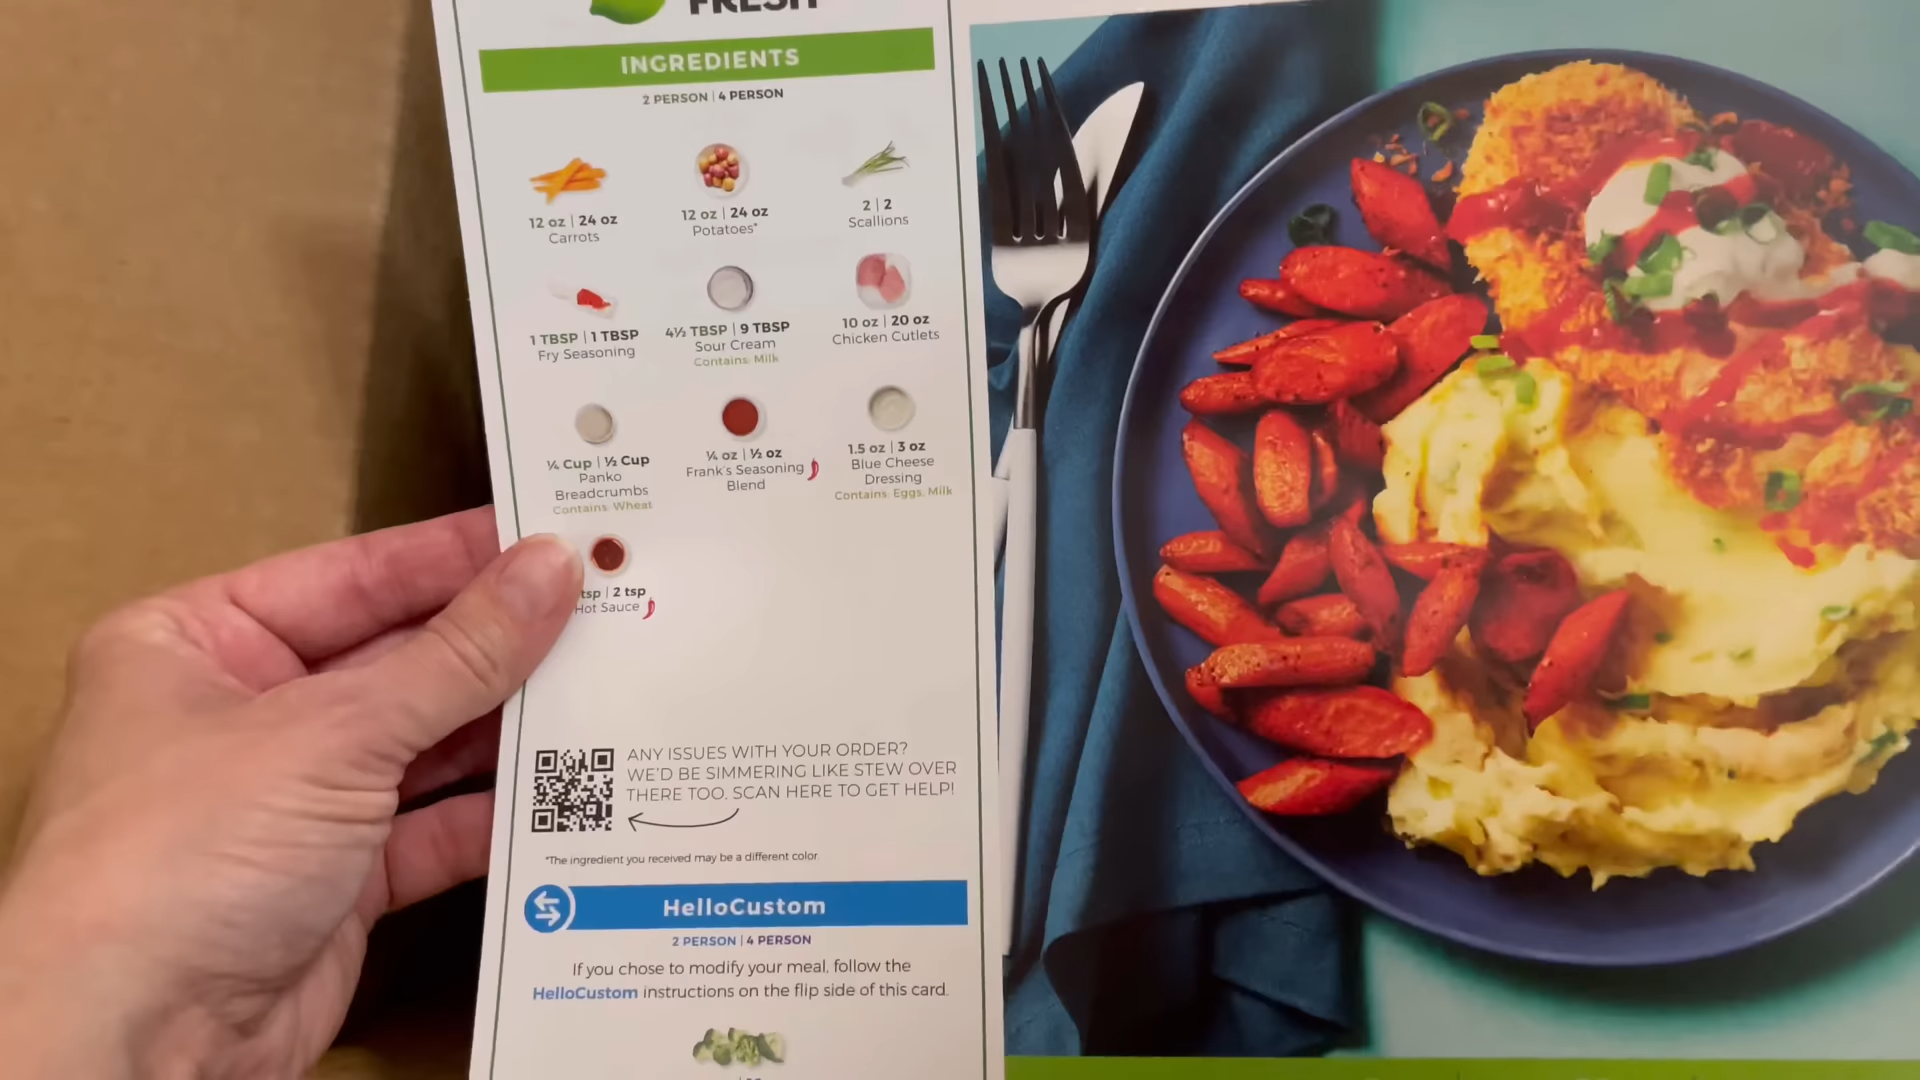 FRESH
INGREDIENTS
2 PERSON | 4 PERSON
12 oz | 24 oz
Carrots
12 oz | 24 oz
Potatoes*
2 | 2
Scallions
1 TBSP | 1 TBSP
Fry Seasoning
4½ TBSP | 9 TBSP
Sour Cream
Contains: Milk
10 oz | 20 oz
Chicken Cutlets
¼ Cup | ½ Cup
Panko
Breadcrumbs
Contains: Wheat
¼ oz | ½ oz
Frank's Seasoning
Blend
1.5 oz | 3 oz
Blue Cheese
Dressing
Contains: Eggs, Milk
tsp | 2 tsp
Hot Sauce
ANY ISSUES WITH YOUR ORDER?
WE'D BE SIMMERING LIKE STEW OVER
THERE TOO. SCAN HERE TO GET HELP!
*The ingredient you received may be a different color.
HelloCustom
2 PERSON | 4 PERSON
If you chose to modify your meal, follow the
HelloCustom instructions on the flip side of this card.